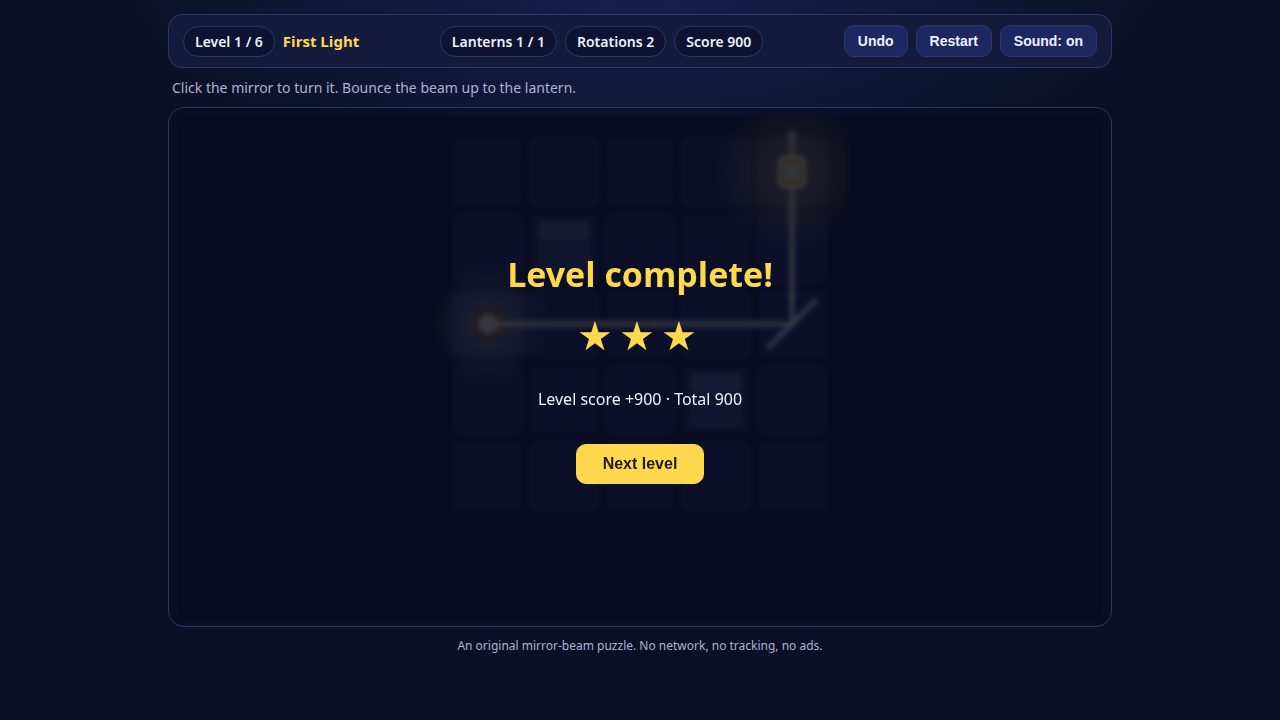 Level 1 / 6 First Light Lanterns 1 / 1 Rotations 2 Score 900 Undo Restart Sound: on
Click the mirror to turn it. Bounce the beam up to the lantern.
Level complete!
★ ★ ★
Level score +900 · Total 900
Next level
An original mirror-beam puzzle. No network, no tracking, no ads.